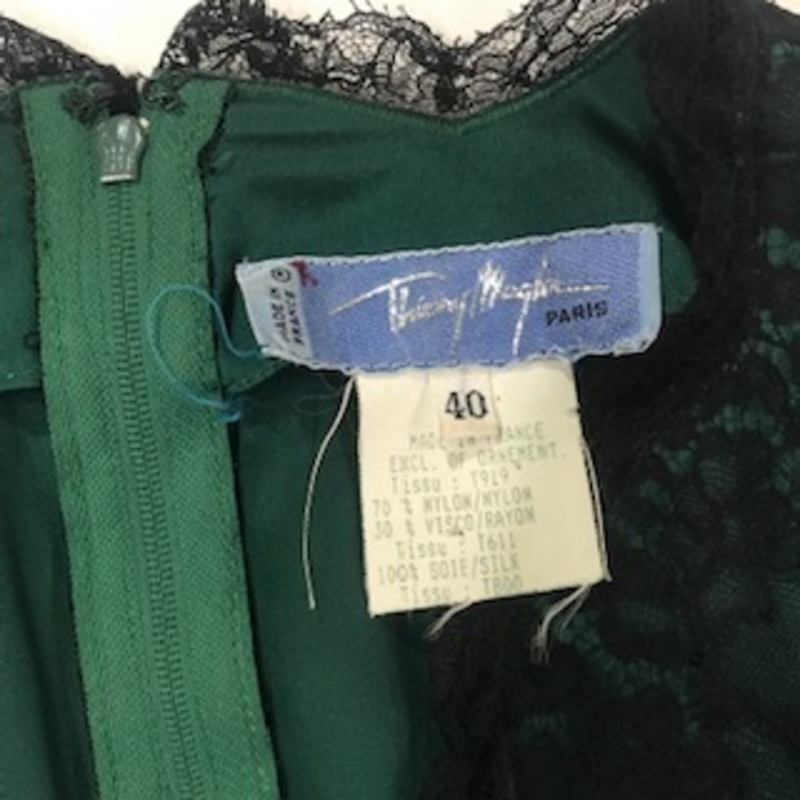 MADE IN
FRANCE
Thierry Mugler
PARIS
40
MADE IN FRANCE
EXCL. OF ORNEMENT.
Tissu : T919
70 % NYLON/NYLON
30 % VISCO/RAYON
Tissu : T611
100% SOIE/SILK
Tissu : T800